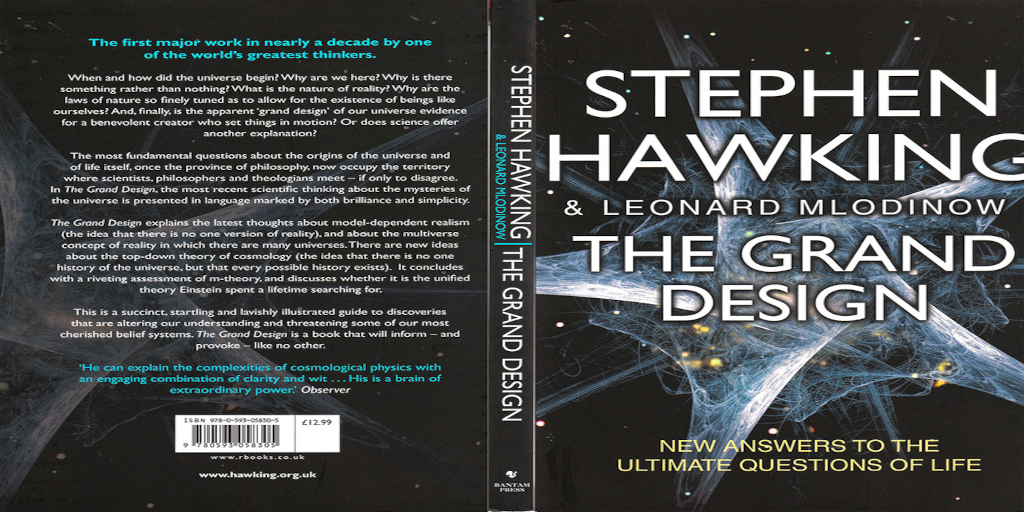 The first major work in nearly a decade by one
of the world's greatest thinkers.
When and how did the universe begin? Why are we here? Why is there
something rather than nothing? What is the nature of reality? Why are the
laws of nature so finely tuned as to allow for the existence of beings like
ourselves? And, finally, is the apparent 'grand design' of our universe evidence
for a benevolent creator who set things in motion? Or does science offer
another explanation?
The most fundamental questions about the origins of the universe and
of life itself, once the province of philosophy, now occupy the territory
where scientists, philosophers and theologians meet – if only to disagree.
In The Grand Design, the most recent scientific thinking about the mysteries of
the universe is presented in language marked by both brilliance and simplicity.
The Grand Design explains the latest thoughts about model-dependent realism
(the idea that there is no one version of reality), and about the multiverse
concept of reality in which there are many universes. There are new ideas
about the top-down theory of cosmology (the idea that there is no one
history of the universe, but that every possible history exists). It concludes
with a riveting assessment of m-theory, and discusses whether it is the unified
theory Einstein spent a lifetime searching for.
This is a succinct, startling and lavishly illustrated guide to discoveries
that are altering our understanding and threatening some of our most
cherished belief systems. The Grand Design is a book that will inform – and
provoke – like no other.
'He can explain the complexities of cosmological physics with
an engaging combination of clarity and wit . . . His is a brain of
extraordinary power.' Observer
ISBN 978-0-593-05830-5
£12.99
9 780593 058305
www.rbooks.co.uk
www.hawking.org.uk
STEPHEN HAWKING
& LEONARD MLODINOW
THE GRAND DESIGN
BANTAM
PRESS
STEPHEN
HAWKING
& LEONARD MLODINOW
THE GRAND
DESIGN
NEW ANSWERS TO THE
ULTIMATE QUESTIONS OF LIFE